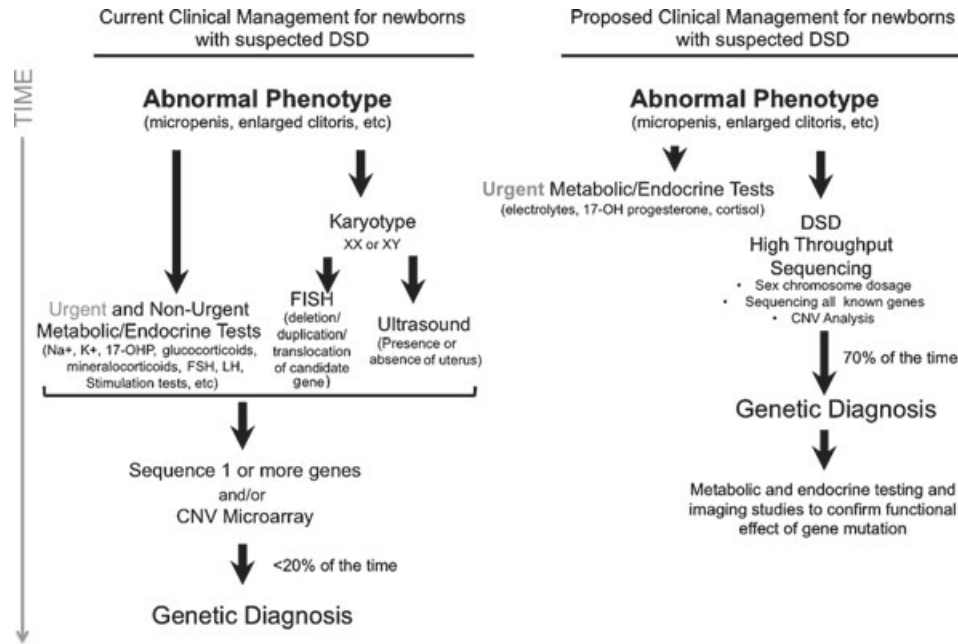 Current Clinical Management for newborns
with suspected DSD
TIME
Abnormal Phenotype
(micropenis, enlarged clitoris, etc)
Karyotype
XX or XY
Urgent and Non-Urgent
Metabolic/Endocrine Tests
(Na+, K+, 17-OHP, glucocorticoids,
mineralocorticoids, FSH, LH,
Stimulation tests, etc)
FISH
(deletion/
duplication/
translocation
of candidate
gene)
Ultrasound
(Presence or
absence of uterus)
Sequence 1 or more genes
and/or
CNV Microarray
<20% of the time
Genetic Diagnosis
Proposed Clinical Management for newborns
with suspected DSD
Abnormal Phenotype
(micropenis, enlarged clitoris, etc)
Urgent Metabolic/Endocrine Tests
(electrolytes, 17-OH progesterone, cortisol)
DSD
High Throughput
Sequencing
• Sex chromosome dosage
• Sequencing all known genes
• CNV Analysis
70% of the time
Genetic Diagnosis
Metabolic and endocrine testing and
imaging studies to confirm functional
effect of gene mutation